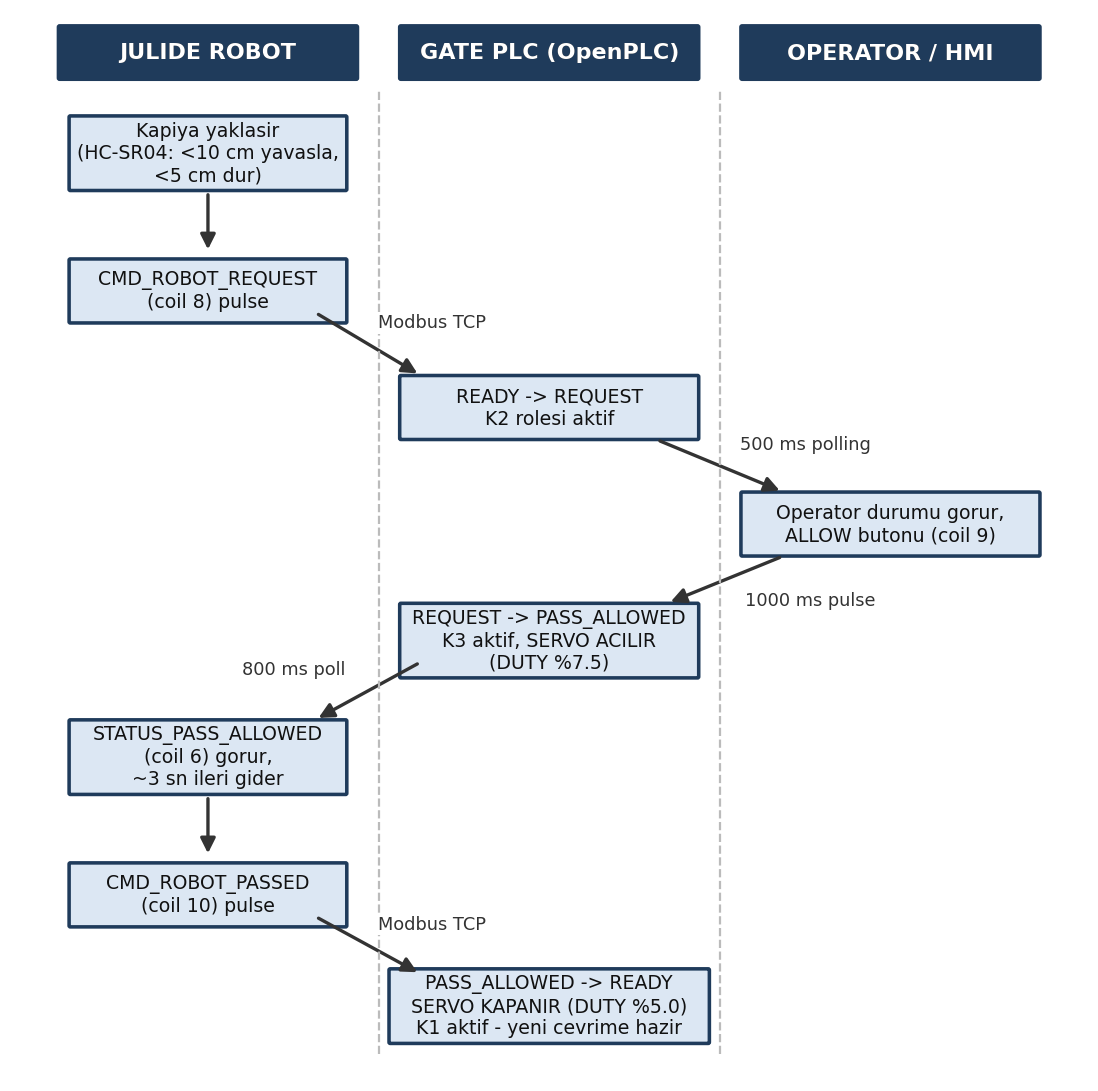 JULIDE ROBOT
GATE PLC (OpenPLC)
OPERATOR / HMI
Kapiya yaklasir
(HC-SR04: <10 cm yavasla,
<5 cm dur)
CMD_ROBOT_REQUEST
(coil 8) pulse
Modbus TCP
READY -> REQUEST
K2 rolesi aktif
500 ms polling
Operator durumu gorur,
ALLOW butonu (coil 9)
1000 ms pulse
REQUEST -> PASS_ALLOWED
K3 aktif, SERVO ACILIR
(DUTY %7.5)
800 ms poll
STATUS_PASS_ALLOWED
(coil 6) gorur,
~3 sn ileri gider
CMD_ROBOT_PASSED
(coil 10) pulse
Modbus TCP
PASS_ALLOWED -> READY
SERVO KAPANIR (DUTY %5.0)
K1 aktif - yeni cevrime hazir